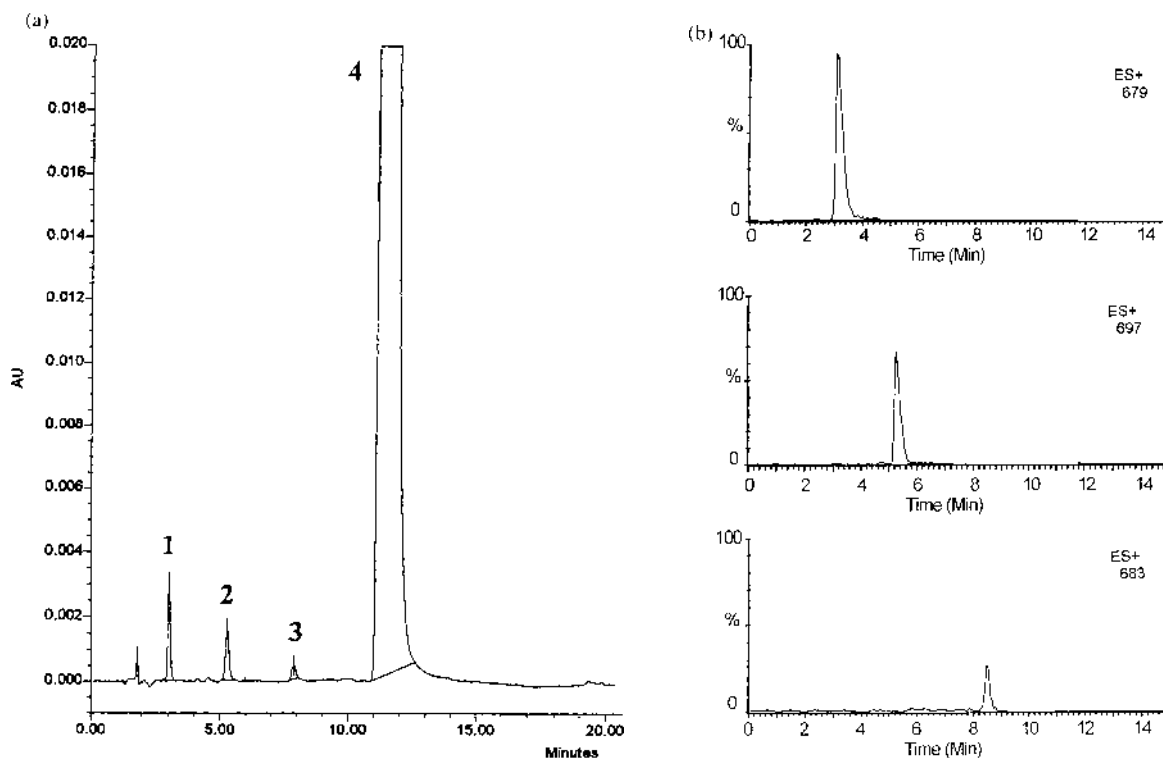 (a)
0.020
0.018
0.016
0.014
0.012
0.010
0.008
0.006
0.004
0.002
0.000
AU
1
2
3
4
0.00 5.00 10.00 15.00 20.00
Minutes
(b)
100
%
0
ES+
679
0 2 4 6 8 10 12 14
Time (Min)
100
%
0
ES+
697
0 2 4 6 8 10 12 14
Time (Min)
100
%
0
ES+
683
0 2 4 6 8 10 12 14
Time (Min)